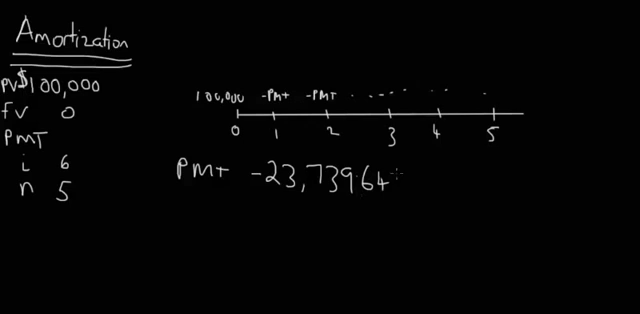 Amortization
PV $100,000
fv 0
PMT
i 6
n 5
100,000 -PMt -PMT
0 1 2 3 4 5
PMt -23,739.64